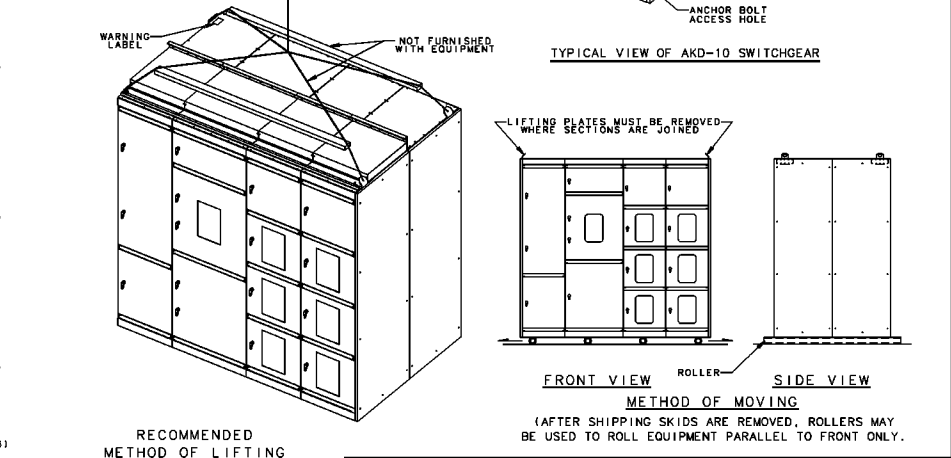 ANCHOR BOLT
ACCESS HOLE
TYPICAL VIEW OF AKD-10 SWITCHGEAR
WARNING
LABEL
NOT FURNISHED
WITH EQUIPMENT
LIFTING PLATES MUST BE REMOVED
WHERE SECTIONS ARE JOINED
ROLLER
FRONT VIEW
SIDE VIEW
METHOD OF MOVING
(AFTER SHIPPING SKIDS ARE REMOVED, ROLLERS MAY
BE USED TO ROLL EQUIPMENT PARALLEL TO FRONT ONLY.
RECOMMENDED
METHOD OF LIFTING